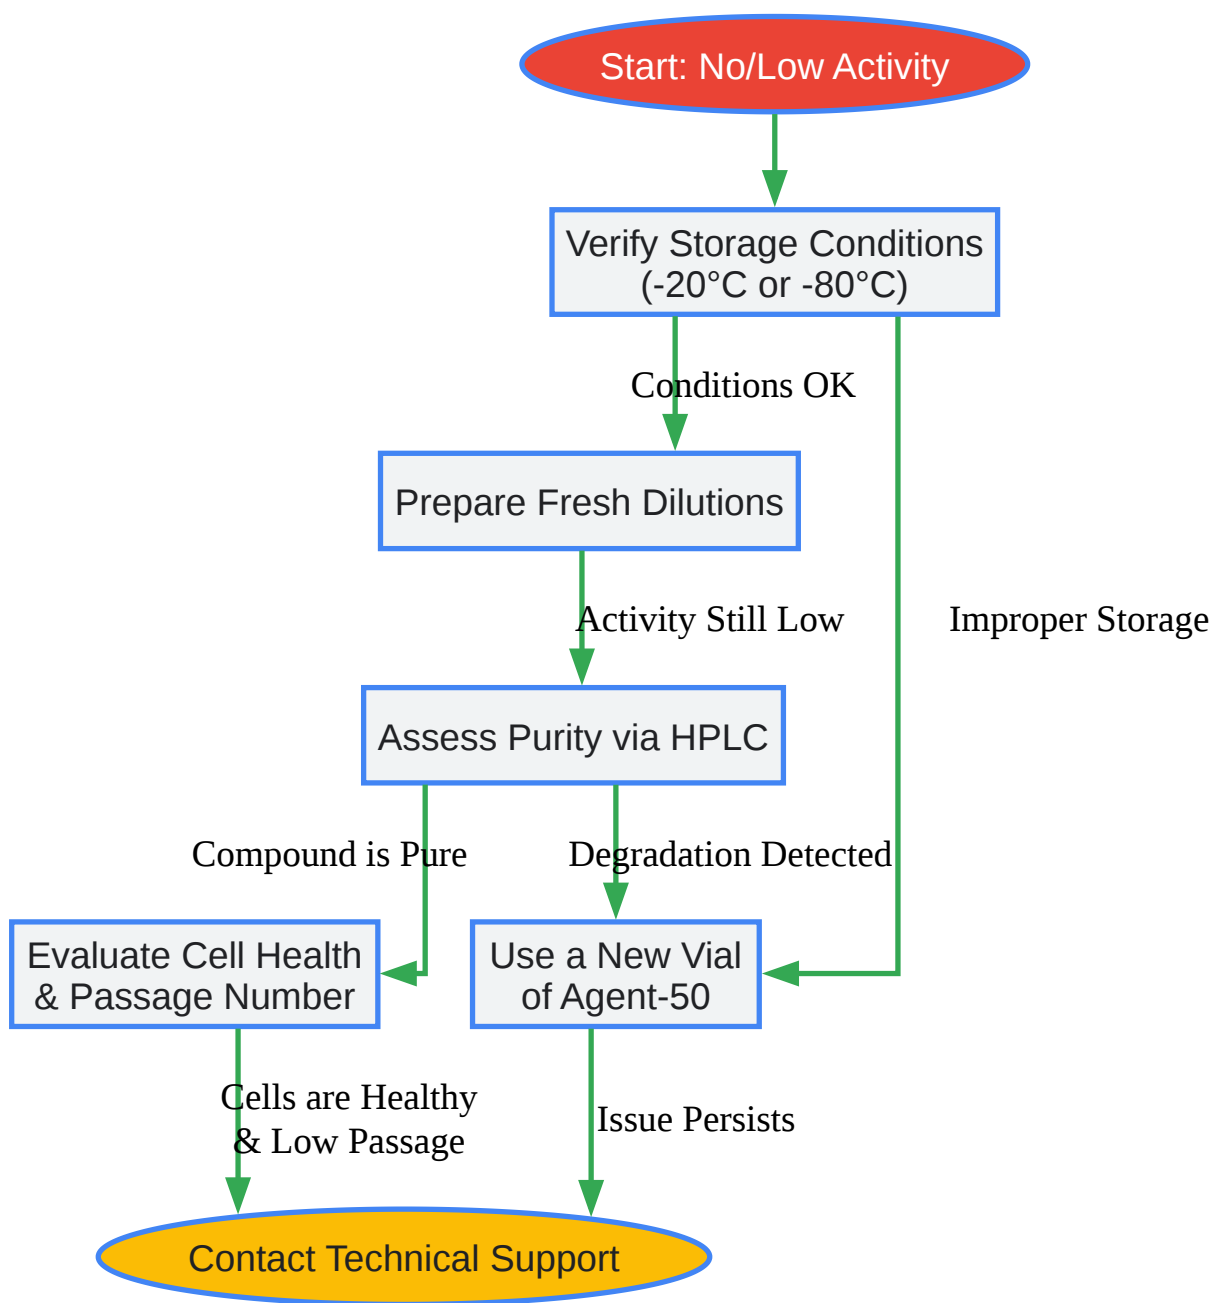 Start: No/Low Activity
Verify Storage Conditions
(-20°C or -80°C)
Conditions OK
Prepare Fresh Dilutions
Activity Still Low
Improper Storage
Assess Purity via HPLC
Compound is Pure
Degradation Detected
Evaluate Cell Health
& Passage Number
Use a New Vial
of Agent-50
Cells are Healthy
& Low Passage
Issue Persists
Contact Technical Support